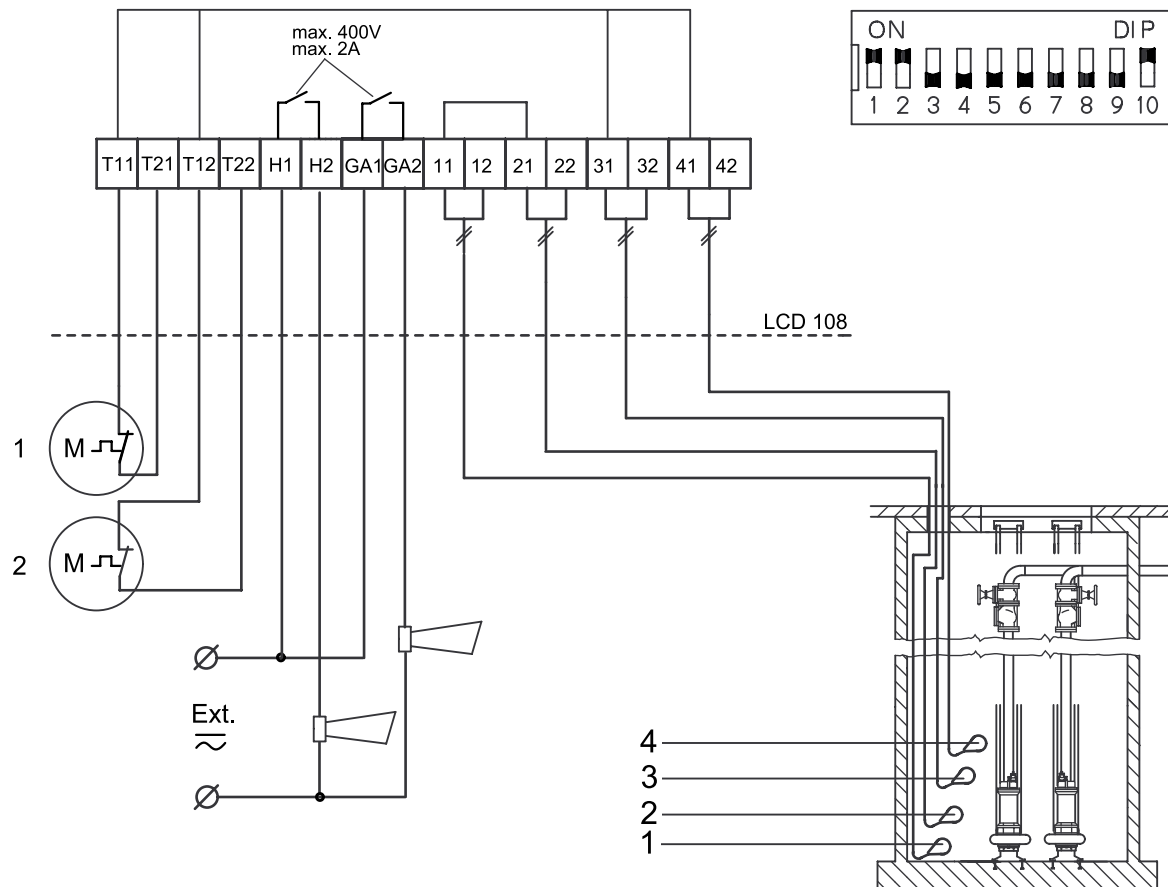 max. 400V
max. 2A
ON DIP
1 2 3 4 5 6 7 8 9 10
T11 T21 T12 T22 H1 H2 GA1 GA2 11 12 21 22 31 32 41 42
LCD 108
1 M
2 M
Ext.
4
3
2
1